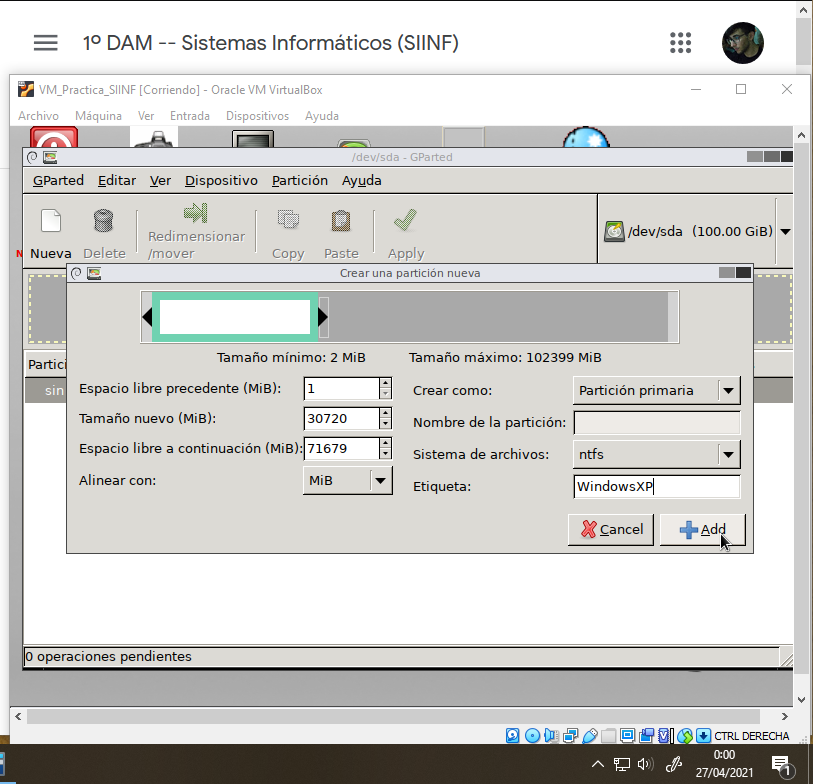 1º DAM -- Sistemas Informáticos (SIINF)
VM_Practica_SIINF [Corriendo] - Oracle VM VirtualBox
Archivo Máquina Ver Entrada Dispositivos Ayuda
/dev/sda - GParted
GParted Editar Ver Dispositivo Partición Ayuda
Nueva Delete Redimensionar
/mover Copy Paste Apply
/dev/sda (100.00 GiB)
Crear una partición nueva
Tamaño mínimo: 2 MiB Tamaño máximo: 102399 MiB
Partici
sin
Espacio libre precedente (MiB): 1
Tamaño nuevo (MiB): 30720
Espacio libre a continuación (MiB): 71679
Alinear con: MiB
Crear como: Partición primaria
Nombre de la partición:
Sistema de archivos: ntfs
Etiqueta: WindowsXP
Cancel Add
0 operaciones pendientes
CTRL DERECHA
0:00
27/04/2021
1